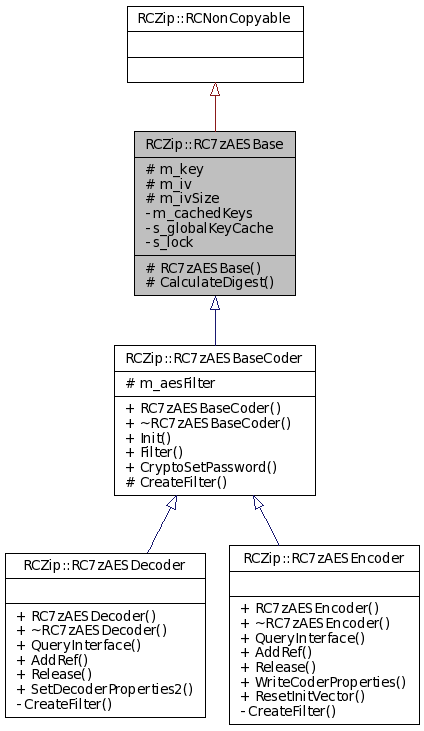 RCZip::RCNonCopyable
RCZip::RC7zAESBase
# m_key
# m_iv
# m_ivSize
- m_cachedKeys
- s_globalKeyCache
- s_lock
# RC7zAESBase()
# CalculateDigest()
RCZip::RC7zAESBaseCoder
# m_aesFilter
+ RC7zAESBaseCoder()
+ ~RC7zAESBaseCoder()
+ Init()
+ Filter()
+ CryptoSetPassword()
# CreateFilter()
RCZip::RC7zAESDecoder
+ RC7zAESDecoder()
+ ~RC7zAESDecoder()
+ QueryInterface()
+ AddRef()
+ Release()
+ SetDecoderProperties2()
- CreateFilter()
RCZip::RC7zAESEncoder
+ RC7zAESEncoder()
+ ~RC7zAESEncoder()
+ QueryInterface()
+ AddRef()
+ Release()
+ WriteCoderProperties()
+ ResetInitVector()
- CreateFilter()